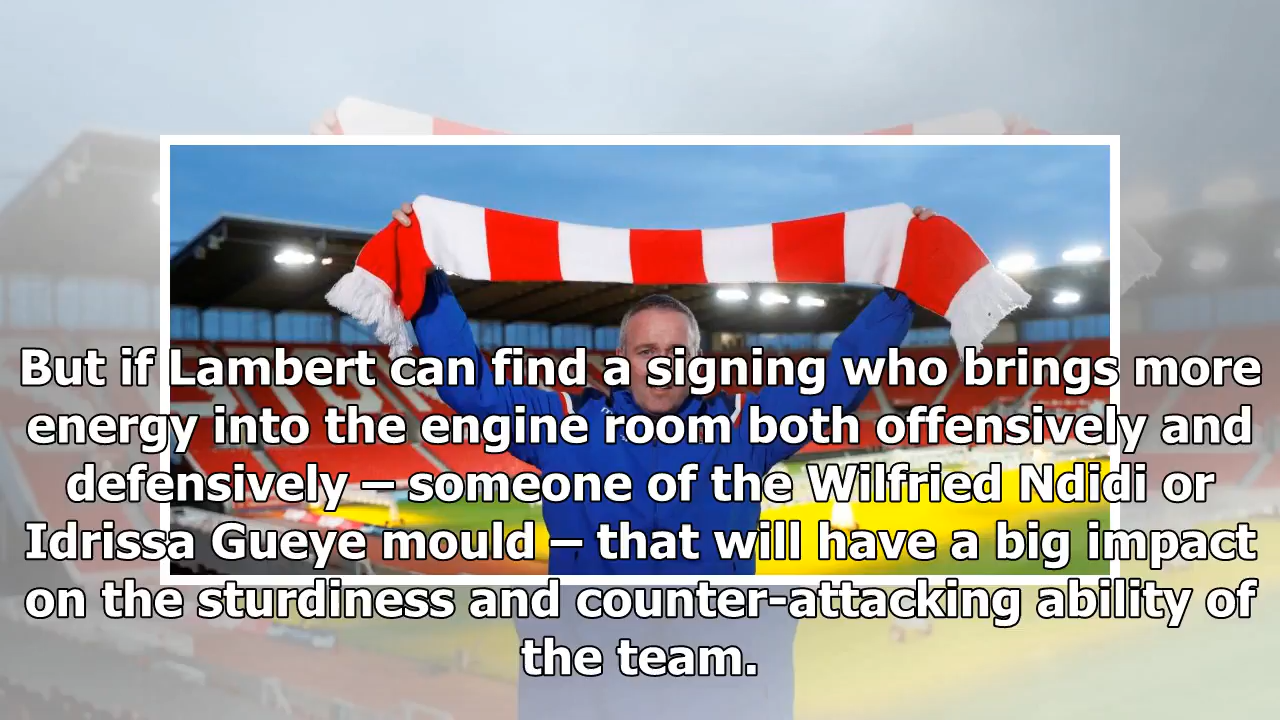 But if Lambert can find a signing who brings more
energy into the engine room both offensively and
defensively – someone of the Wilfried Ndidi or
Idrissa Gueye mould – that will have a big impact
on the sturdiness and counter-attacking ability of
the team.